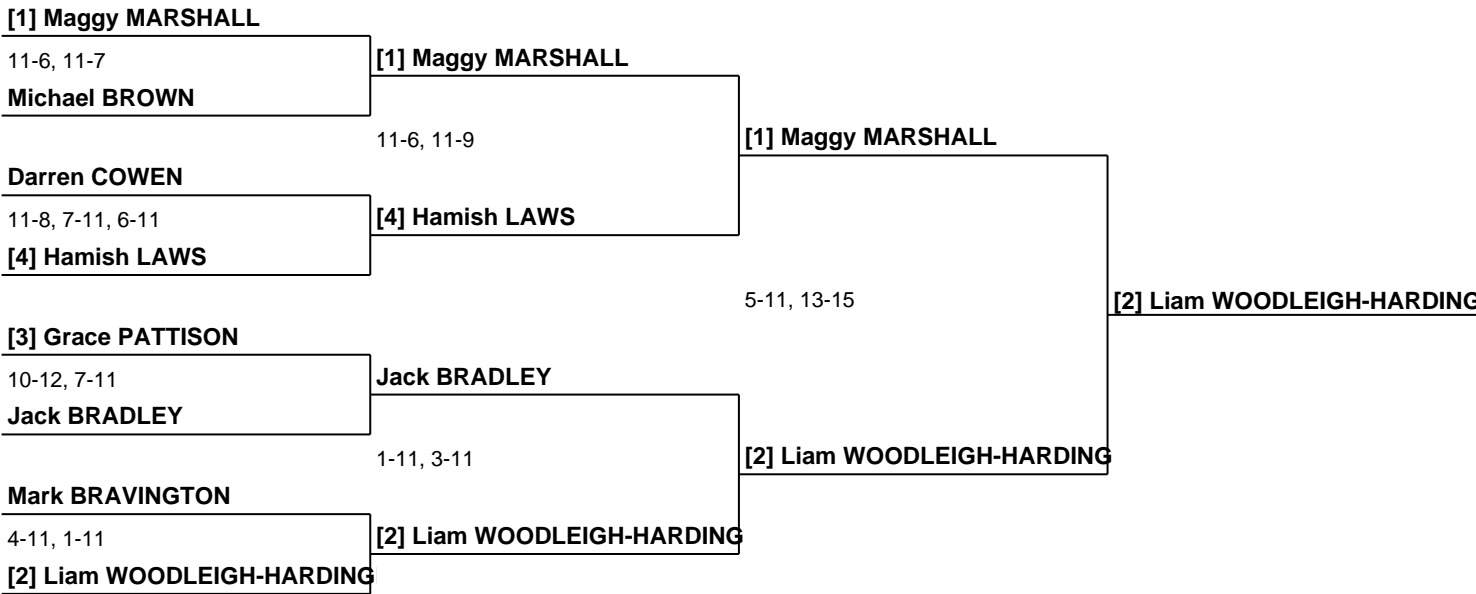 [1] Maggy MARSHALL
11-6, 11-7
[1] Maggy MARSHALL
Michael BROWN
11-6, 11-9
[1] Maggy MARSHALL
Darren COWEN
11-8, 7-11, 6-11
[4] Hamish LAWS
[4] Hamish LAWS
5-11, 13-15
[2] Liam WOODLEIGH-HARDING
[3] Grace PATTISON
10-12, 7-11
Jack BRADLEY
Jack BRADLEY
1-11, 3-11
[2] Liam WOODLEIGH-HARDING
Mark BRAVINGTON
4-11, 1-11
[2] Liam WOODLEIGH-HARDING
[2] Liam WOODLEIGH-HARDING